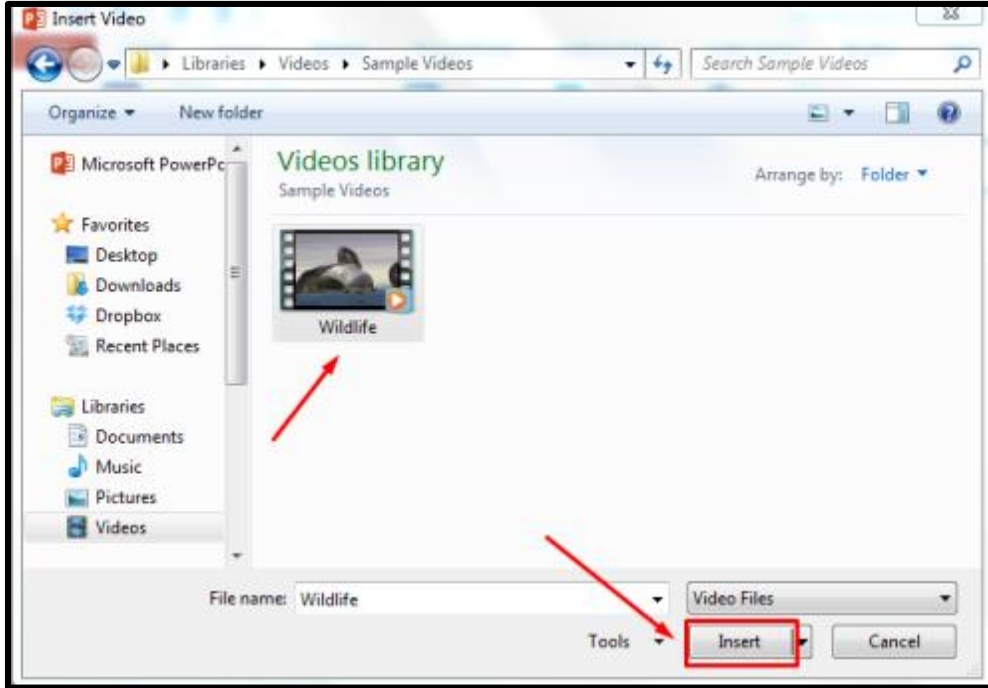 Insert Video
Libraries Videos Sample Videos Search Sample Videos
Organize New folder
Microsoft PowerPo
Videos library
Sample Videos
Arrange by: Folder
Favorites
Desktop
Downloads
Dropbox
Recent Places
Wildlife
Libraries
Documents
Music
Pictures
Videos
File name: Wildlife Video Files
Tools Insert Cancel